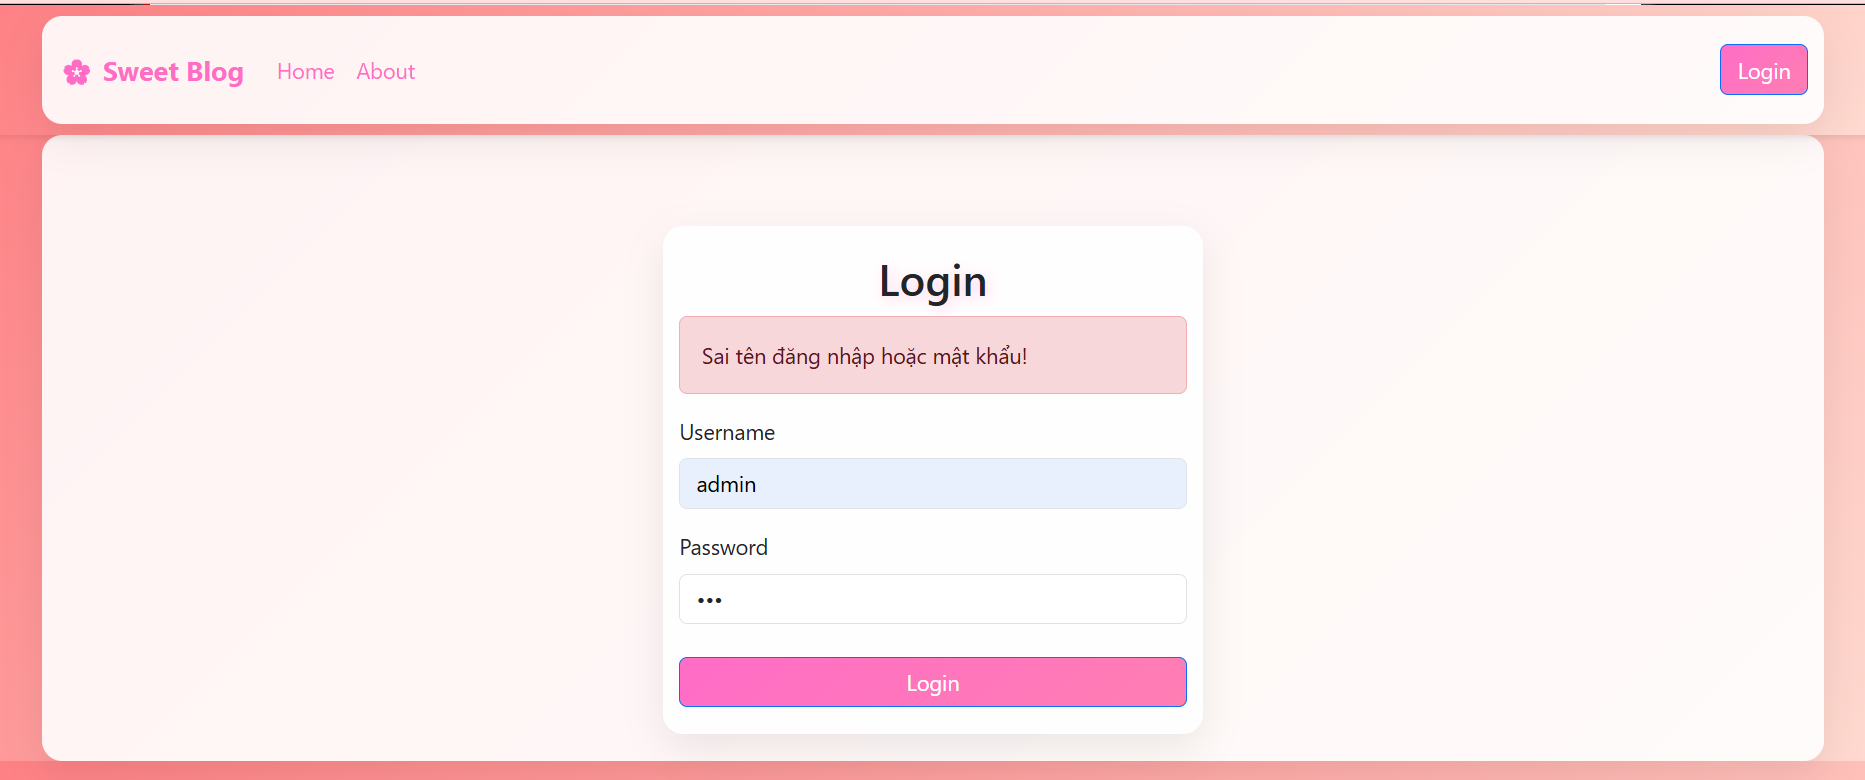 Sweet Blog Home About Login
Login
Sai tên đăng nhập hoặc mật khẩu!
Username
admin
Password
•••
Login